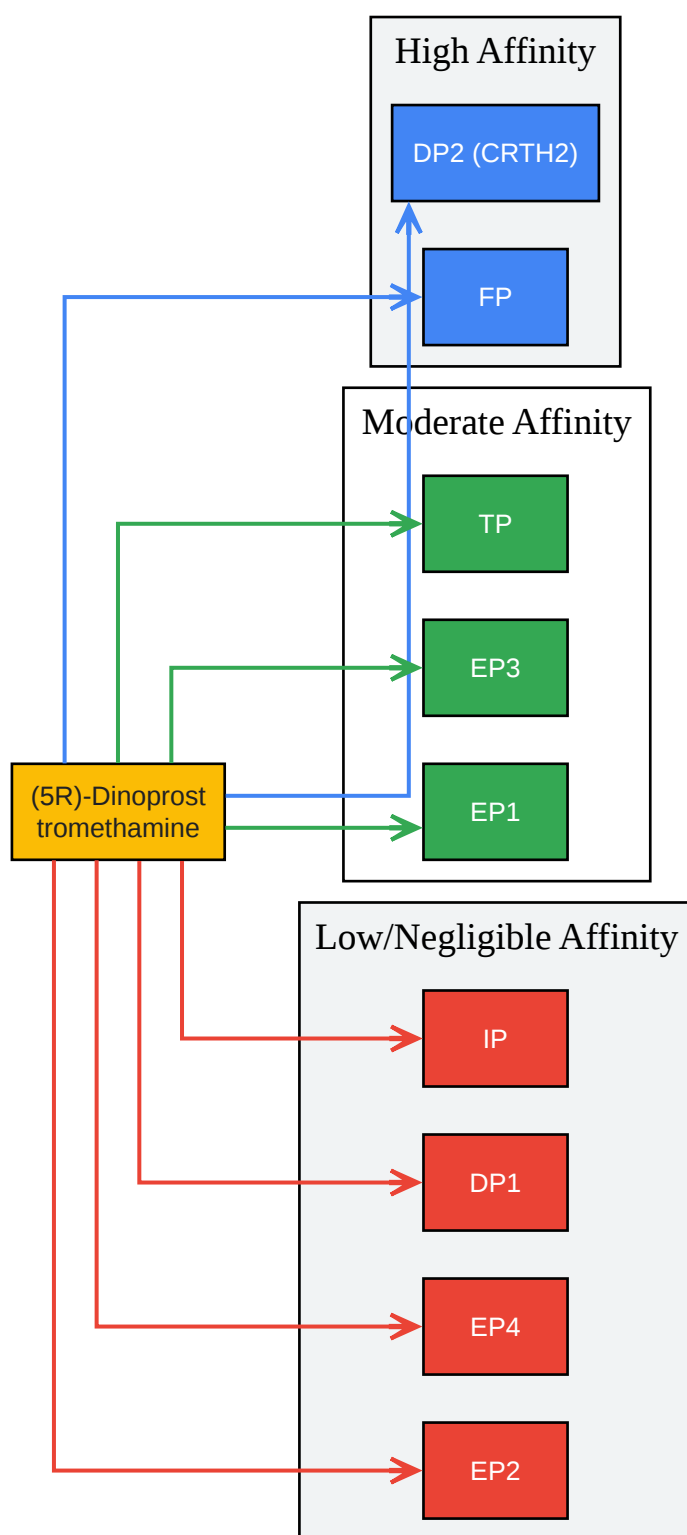 High Affinity
DP2 (CRTH2)
FP
Moderate Affinity
TP
EP3
(5R)-Dinoprost
tromethamine
EP1
Low/Negligible Affinity
IP
DP1
EP4
EP2